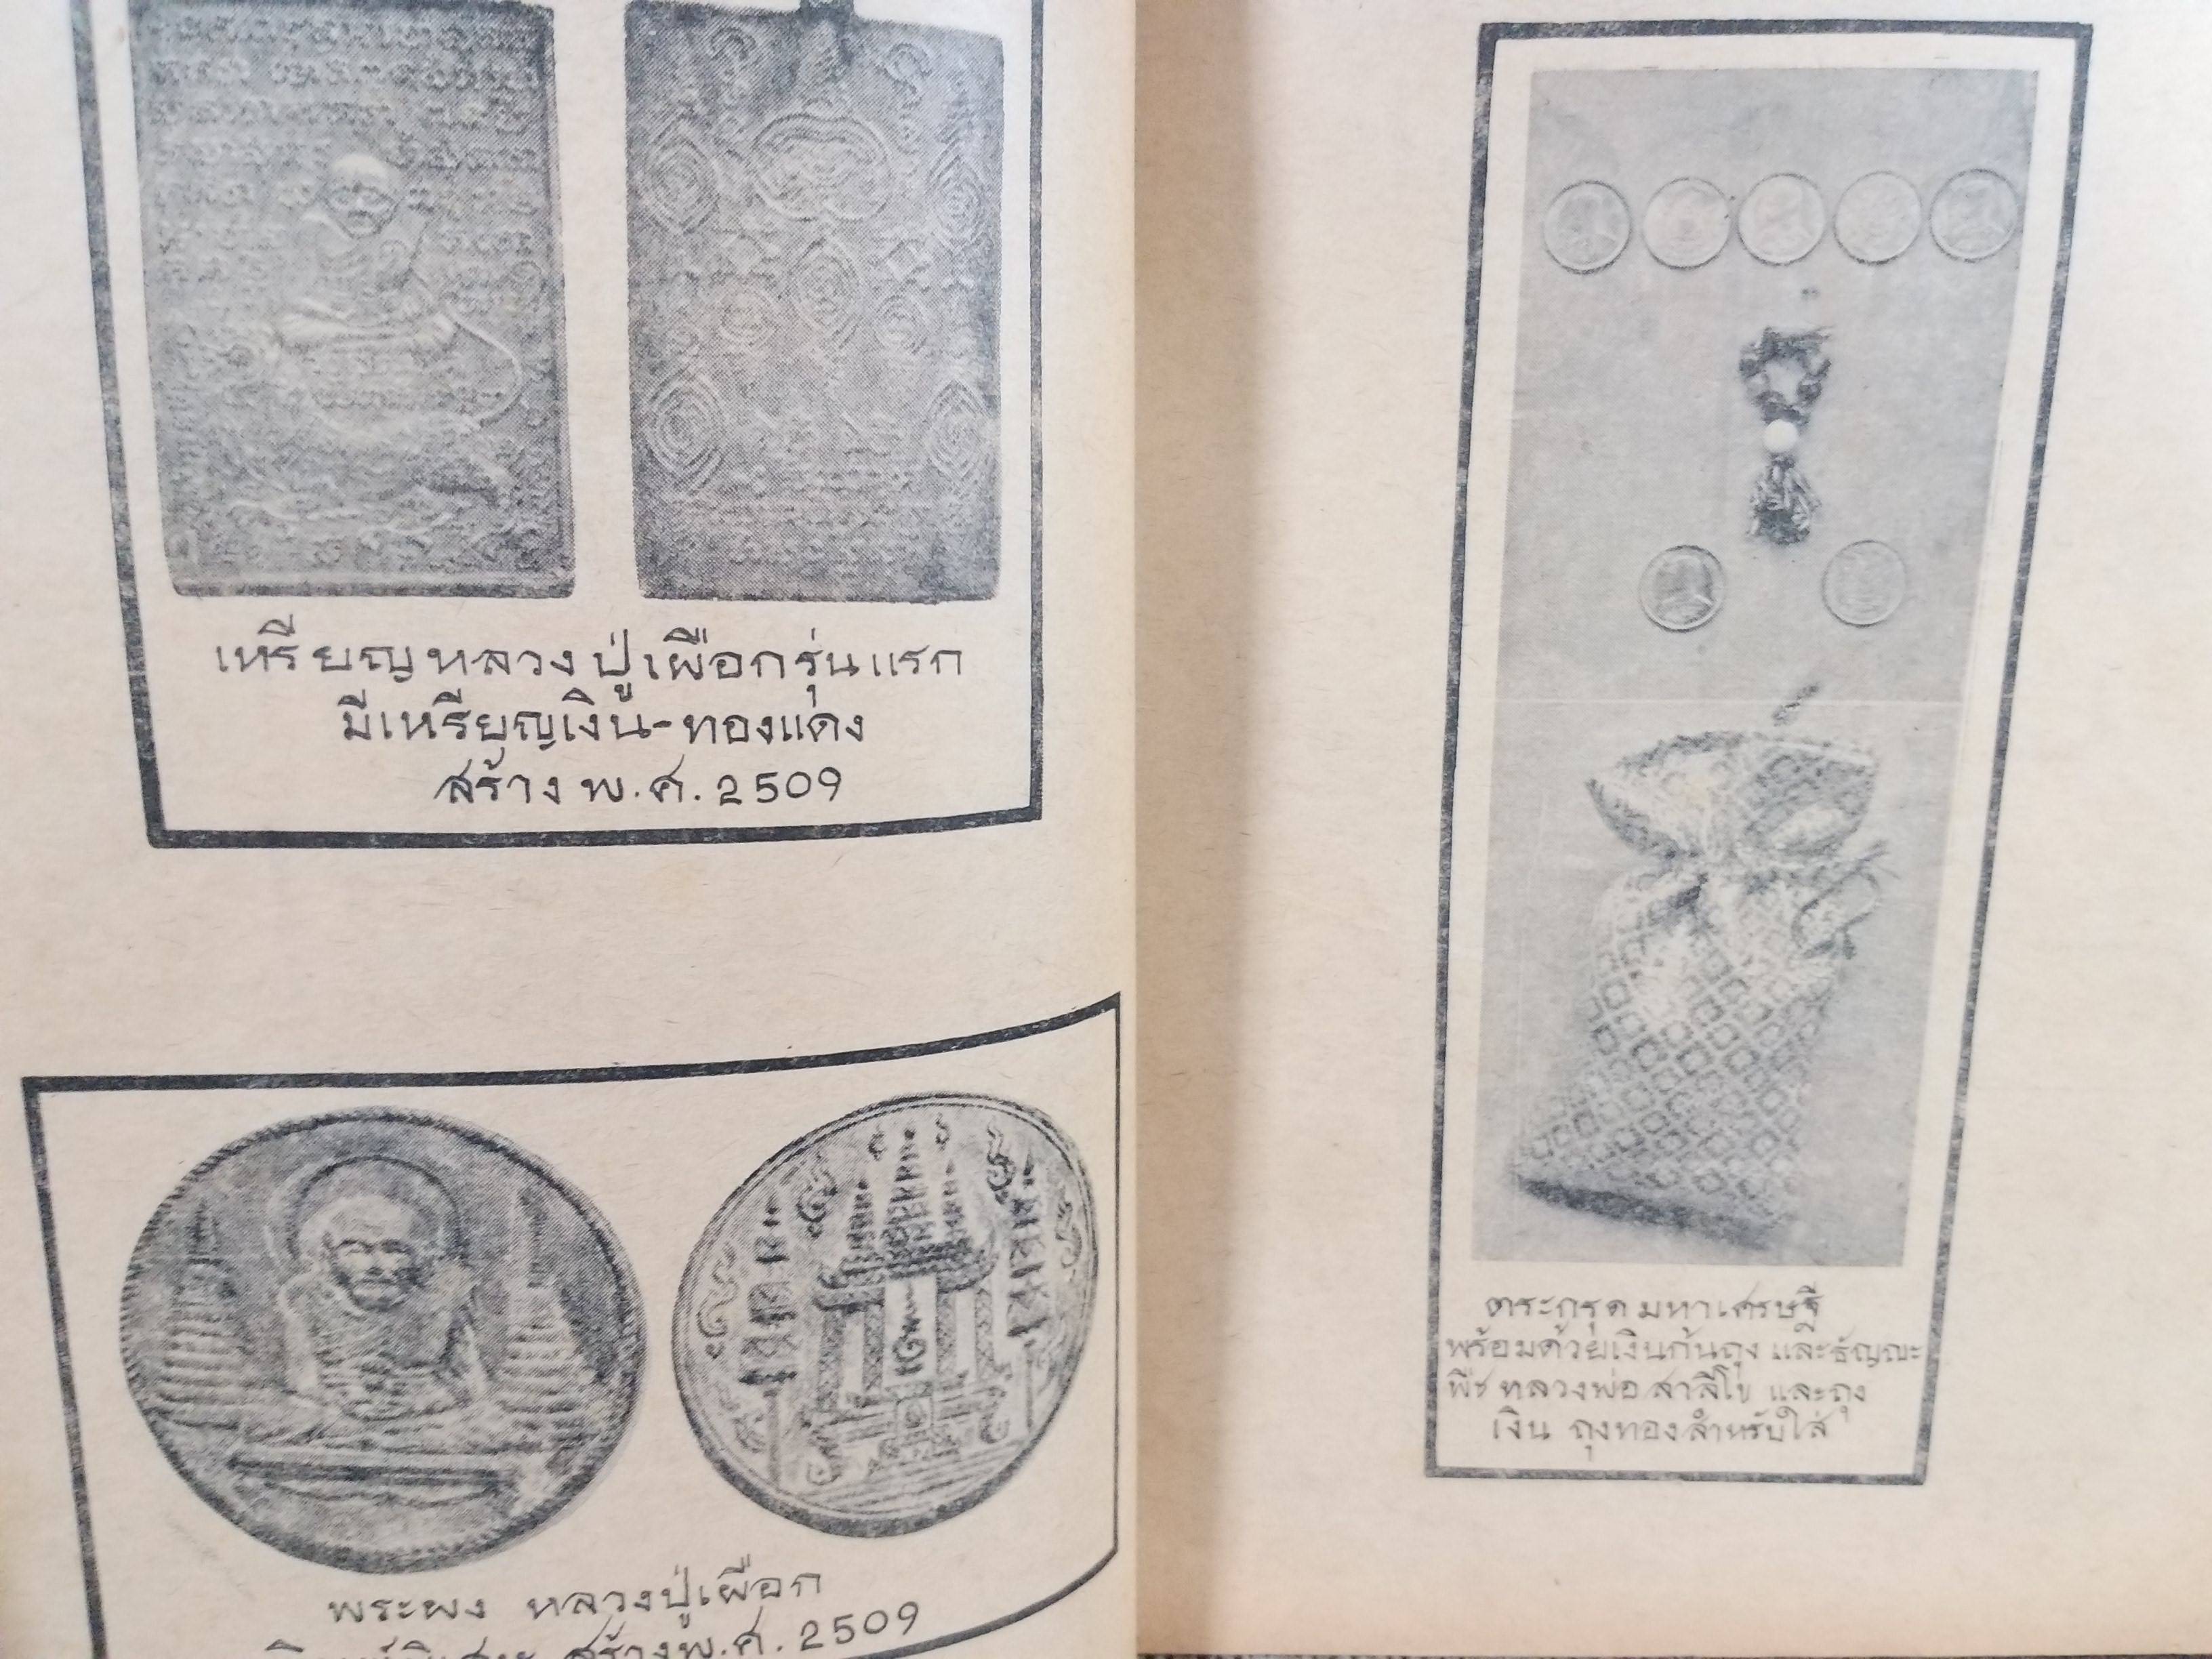 เหรียญหลวงปู่เผือกรุ่นแรก
มีเหรียญเงิน-ทองแดง
สร้าง พ.ศ. 2509
พระผง หลวงปู่เผือก
สร้างพ.ศ. 2509
ตระกรุดมหาเศรษฐี
พร้อมด้วยเงินก้นถุง และธัญญะ
พืช หลวงพ่อ สาลีโข และถุง
เงิน ถุงทองสำหรับใส่